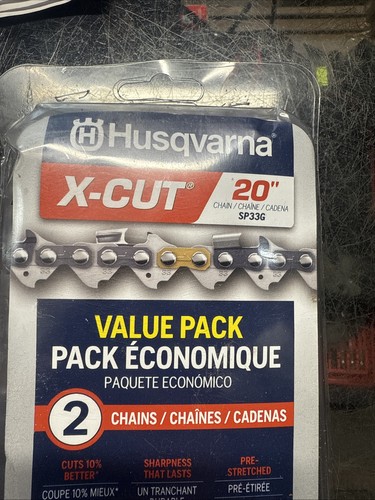 Husqvarna
X-CUT®
20"
CHAIN / CHAÎNE / CADENA
SP33G
VALUE PACK
PACK ÉCONOMIQUE
PAQUETE ECONÓMICO
2 CHAINS / CHAÎNES / CADENAS
CUTS 10%
BETTER*
COUPE 10 % MIEUX*
SHARPNESS
THAT LASTS
UN TRANCHANT
DURABLE
PRE-
STRETCHED
PRÉ-ÉTIRÉE